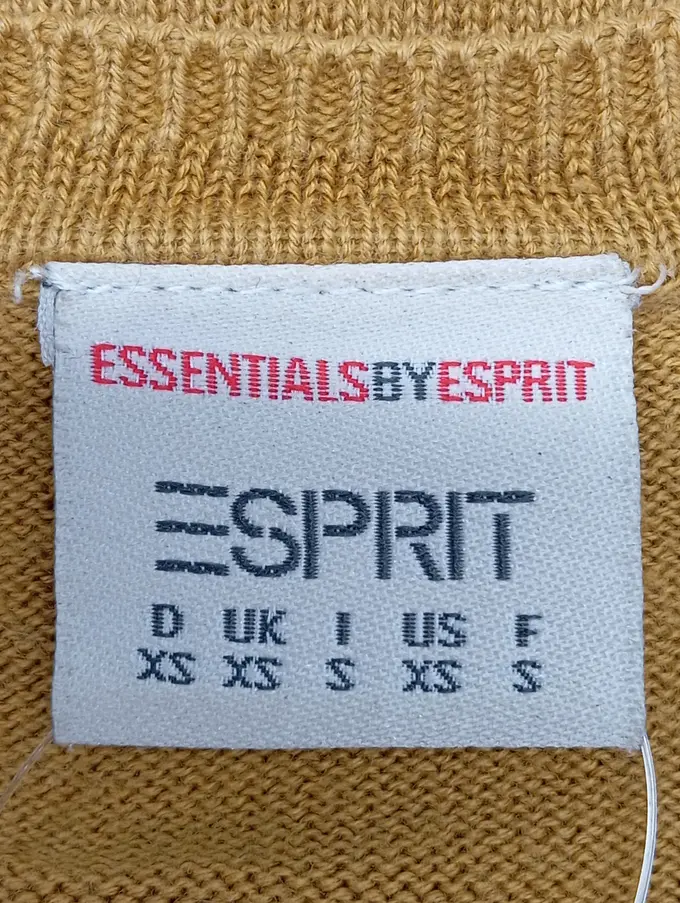 ESSENTIALSBYESPRIT
ESPRIT
D UK I US F
XS XS S XS S